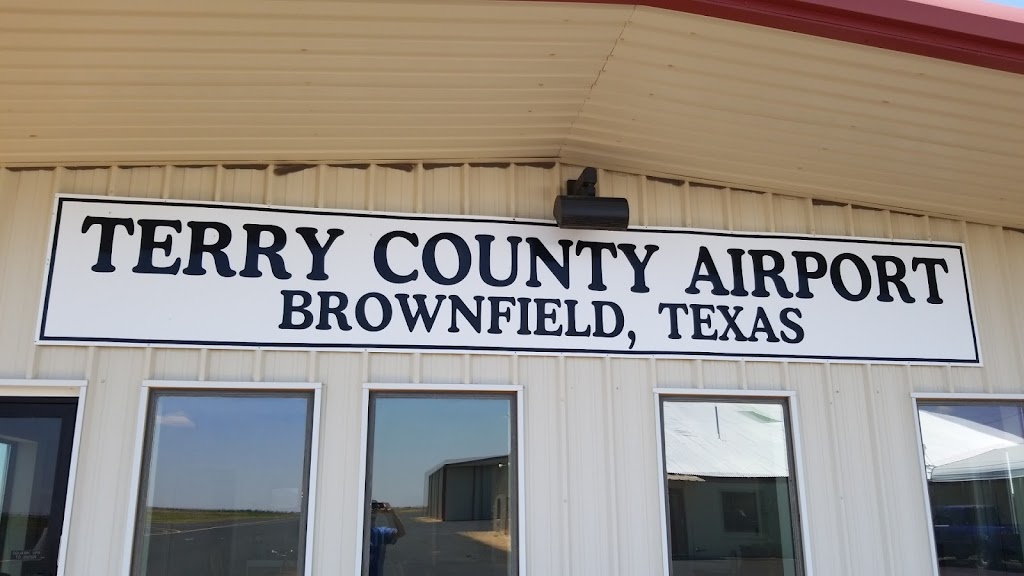 TERRY COUNTY AIRPORT
BROWNFIELD, TEXAS